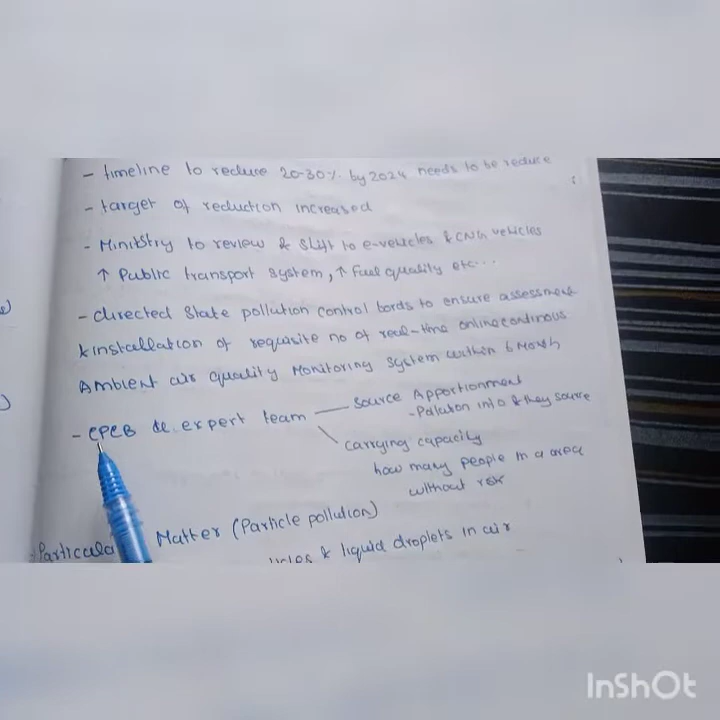 - timeline to reduce 20-30% by 2024 needs to be reduce
- target of reduction increased
- Ministry to review & shift to e-vehicles & CNG vehicles
↑ Public transport system, ↑ Fuel quality etc...
- directed State pollution control bords to ensure assessment
& installation of requisite no of real-time online continous
Ambient air quality Monitoring System within 6 Month
- CPCB de. expert team — Source Apportionment
- Pollution into & they source
carrying capacity
how many people in a area
without risk
Matter (Particle pollution)
& liquid droplets in air
InShOt